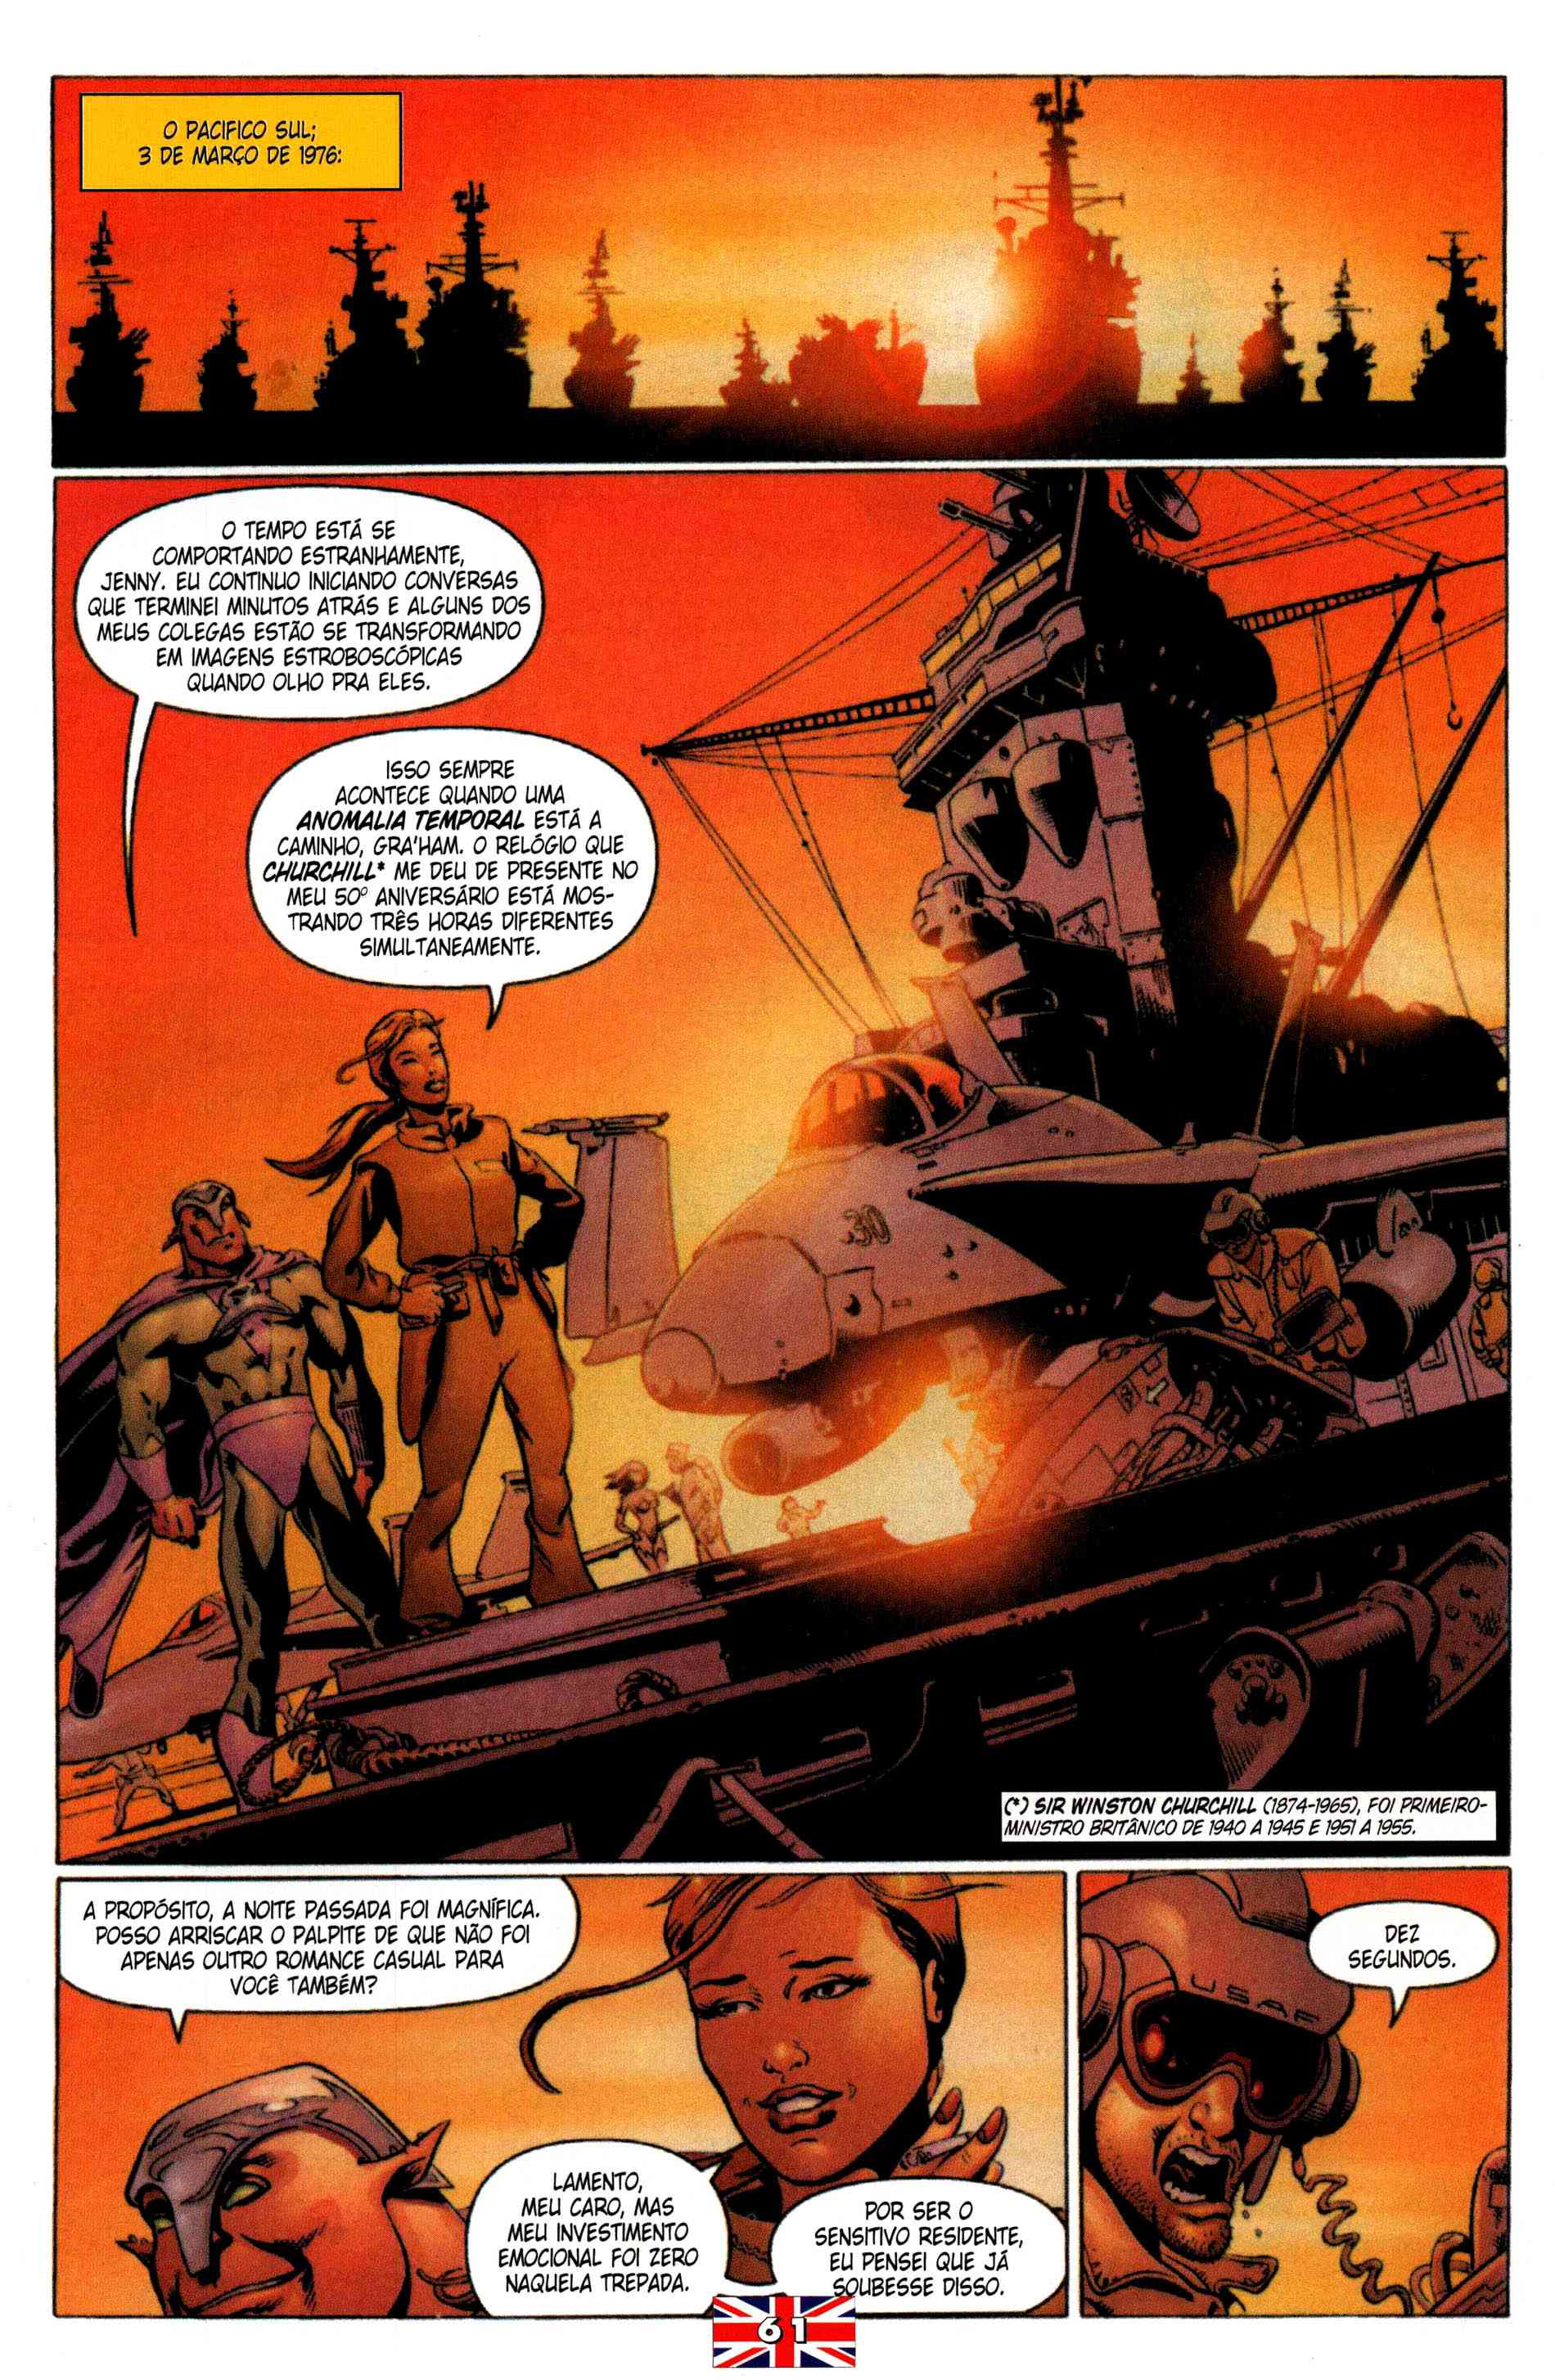 O PACIFICO SUL;
3 DE MARÇO DE 1976:
O TEMPO ESTÁ SE
COMPORTANDO ESTRANHAMENTE,
JENNY. EU CONTINUO INICIANDO CONVERSAS
QUE TERMINEI MINUTOS ATRÁS E ALGUNS DOS
MEUS COLEGAS ESTÃO SE TRANSFORMANDO
EM IMAGENS ESTROBOSCÓPICAS
QUANDO OLHO PRA ELES.
ISSO SEMPRE
ACONTECE QUANDO UMA
ANOMALIA TEMPORAL ESTÁ A
CAMINHO, GRA'HAM. O RELÓGIO QUE
CHURCHILL* ME DEU DE PRESENTE NO
MEU 50º ANIVERSÁRIO ESTÁ MOS-
TRANDO TRÊS HORAS DIFERENTES
SIMULTANEAMENTE.
30
(*) SIR WINSTON CHURCHILL (1874-1965), FOI PRIMEIRO-
MINISTRO BRITÂNICO DE 1940 A 1945 E 1951 A 1955.
A PROPÓSITO, A NOITE PASSADA FOI MAGNÍFICA.
POSSO ARRISCAR O PALPITE DE QUE NÃO FOI
APENAS OUTRO ROMANCE CASUAL PARA
VOCÊ TAMBÉM?
LAMENTO,
MEU CARO, MAS
MEU INVESTIMENTO
EMOCIONAL FOI ZERO
NAQUELA TREPADA.
POR SER O
SENSITIVO RESIDENTE,
EU PENSEI QUE JÁ
SOUBESSE DISSO.
DEZ
SEGUNDOS.
USAF
61